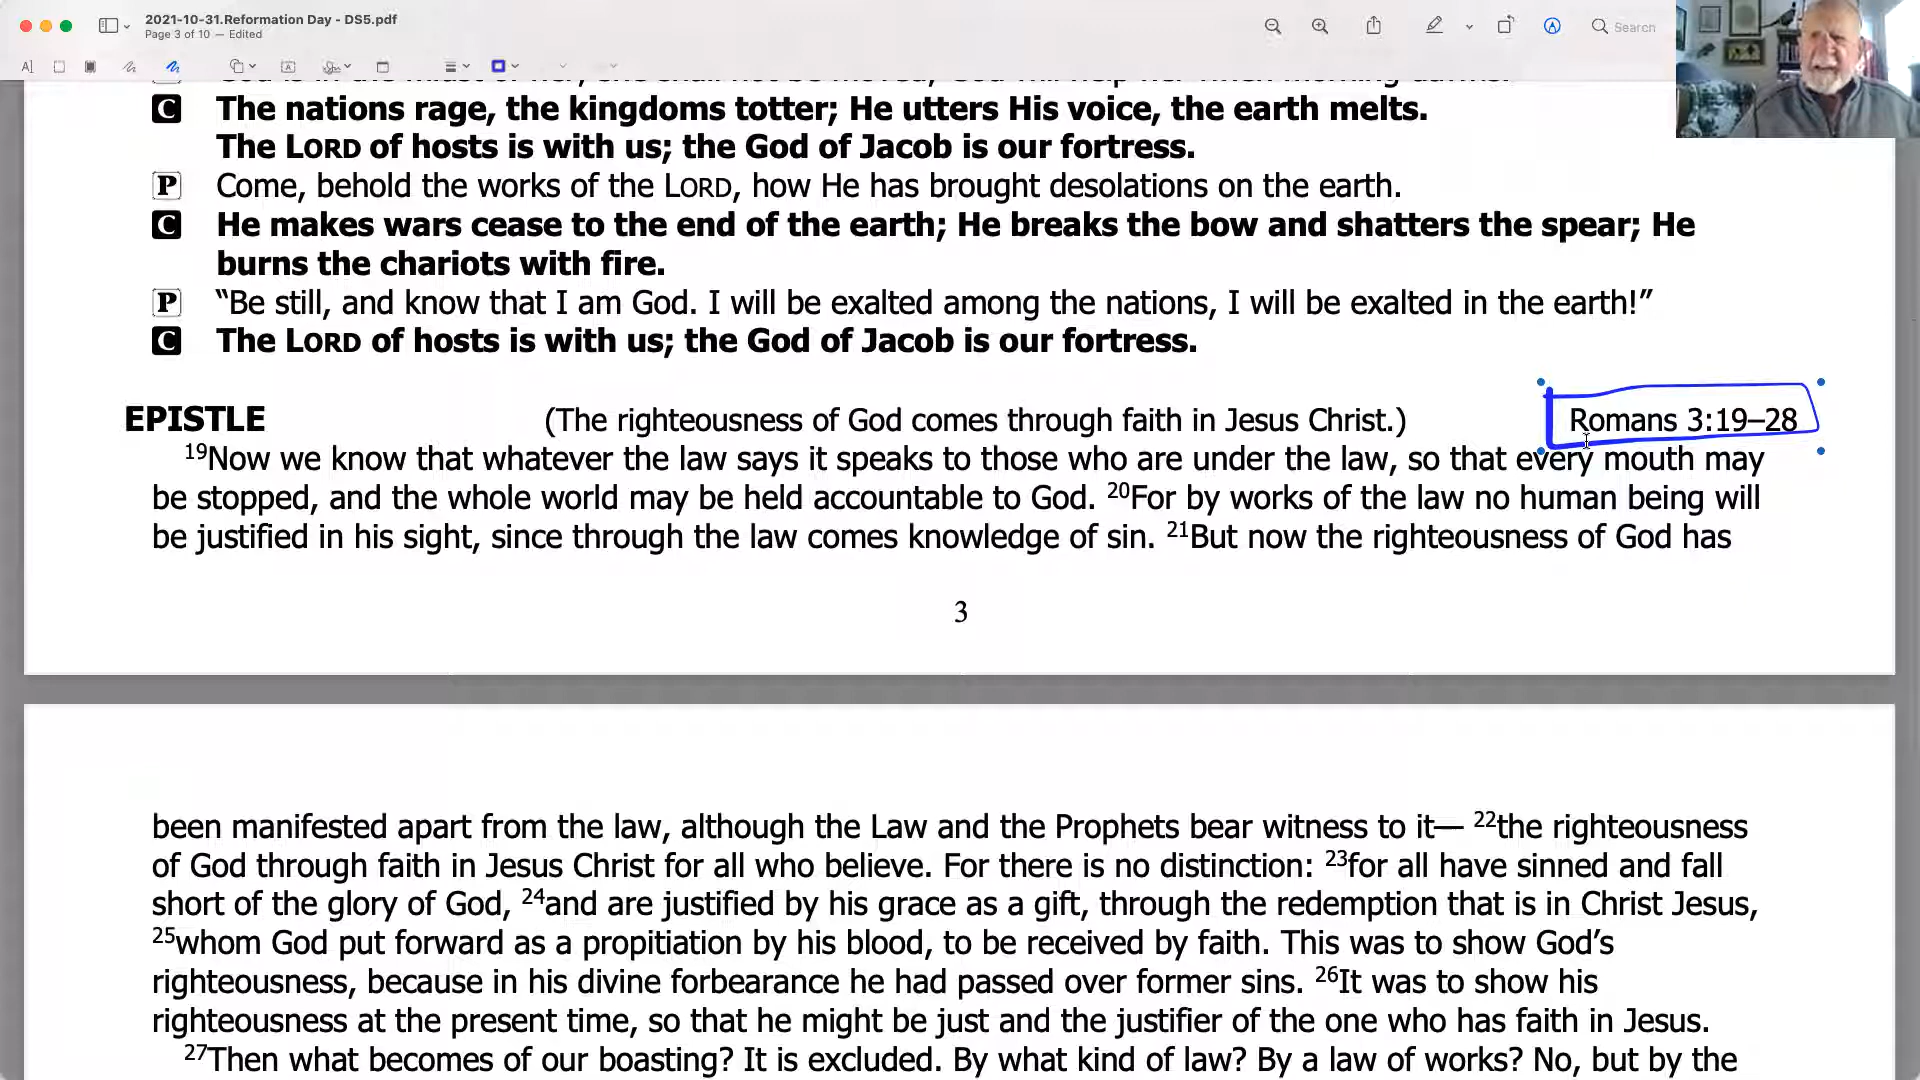 2021-10-31.Reformation Day - DS5.pdf
Page 3 of 10 — Edited
Search
C The nations rage, the kingdoms totter; He utters His voice, the earth melts.
The LORD of hosts is with us; the God of Jacob is our fortress.
P Come, behold the works of the LORD, how He has brought desolations on the earth.
C He makes wars cease to the end of the earth; He breaks the bow and shatters the spear; He
burns the chariots with fire.
P “Be still, and know that I am God. I will be exalted among the nations, I will be exalted in the earth!”
C The LORD of hosts is with us; the God of Jacob is our fortress.
EPISTLE (The righteousness of God comes through faith in Jesus Christ.) Romans 3:19–28
19Now we know that whatever the law says it speaks to those who are under the law, so that every mouth may
be stopped, and the whole world may be held accountable to God. 20For by works of the law no human being will
be justified in his sight, since through the law comes knowledge of sin. 21But now the righteousness of God has
3
been manifested apart from the law, although the Law and the Prophets bear witness to it— 22the righteousness
of God through faith in Jesus Christ for all who believe. For there is no distinction: 23for all have sinned and fall
short of the glory of God, 24and are justified by his grace as a gift, through the redemption that is in Christ Jesus,
25whom God put forward as a propitiation by his blood, to be received by faith. This was to show God’s
righteousness, because in his divine forbearance he had passed over former sins. 26It was to show his
righteousness at the present time, so that he might be just and the justifier of the one who has faith in Jesus.
27Then what becomes of our boasting? It is excluded. By what kind of law? By a law of works? No, but by the